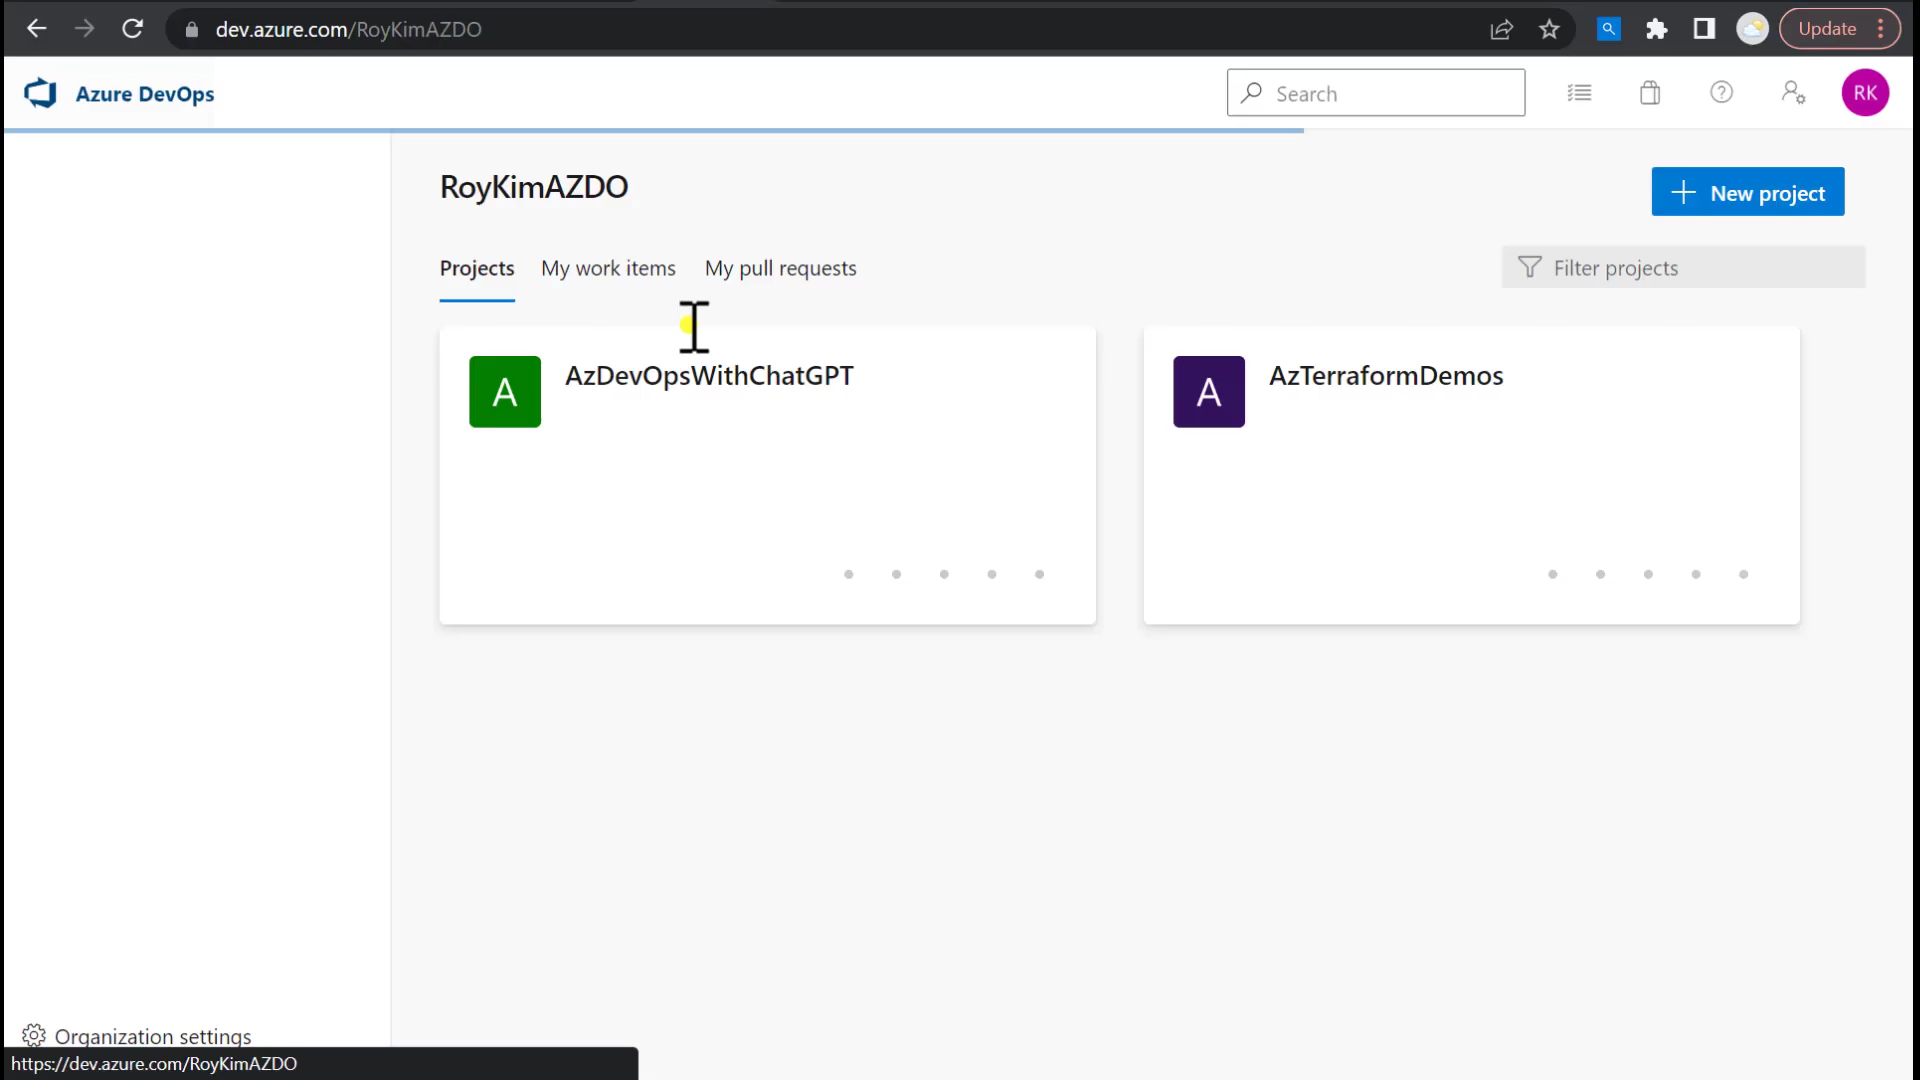 dev.azure.com/RoyKimAZDO
Update
Azure DevOps
Search
RK
RoyKimAZDO
New project
Projects
My work items
My pull requests
Filter projects
A
AzDevOpsWithChatGPT
A
AzTerraformDemos
Organization settings
https://dev.azure.com/RoyKimAZDO